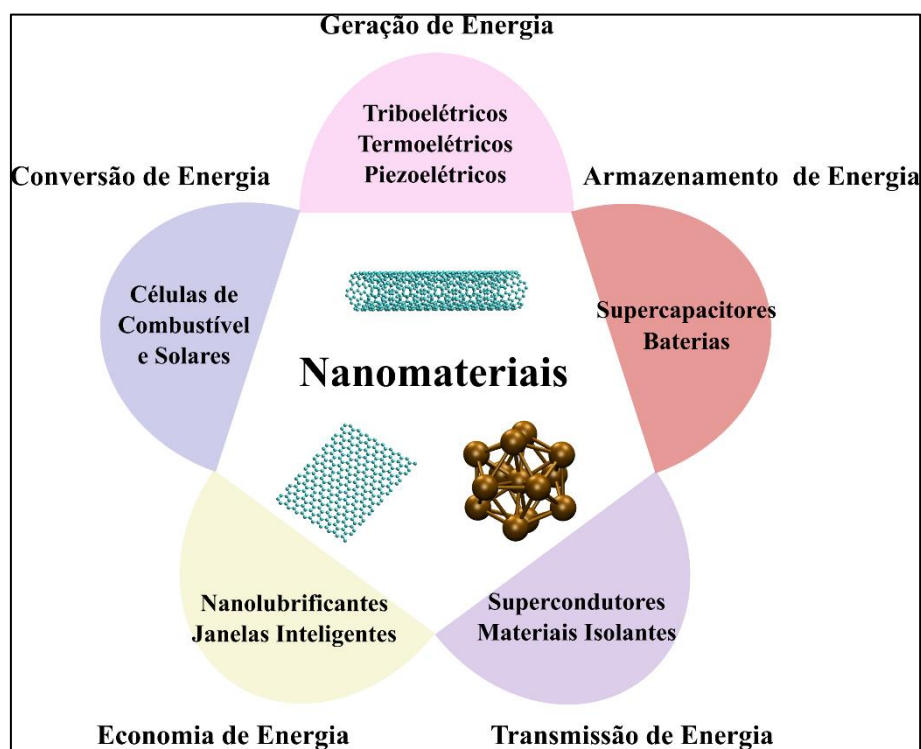 Geração de Energia
Triboelétricos
Termoelétricos
Piezoelétricos
Conversão de Energia
Armazenamento de Energia
Células de
Combustível
e Solares
Supercapacitores
Baterias
Nanomateriais
Nanolubrificantes
Janelas Inteligentes
Supercondutores
Materiais Isolantes
Economia de Energia
Transmissão de Energia